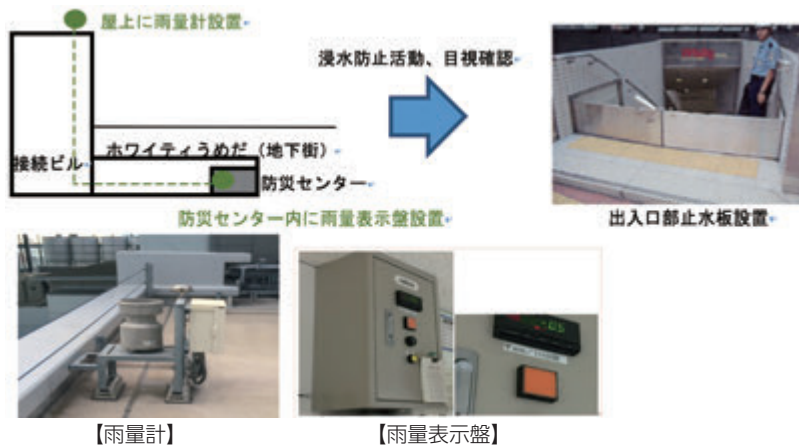 屋上に雨量計設置
浸水防止活動、目視確認
ホワイティうめだ（地下街）
接続ビル
防災センター
防災センター内に雨量表示盤設置
出入口部止水板設置
【雨量計】
【雨量表示盤】